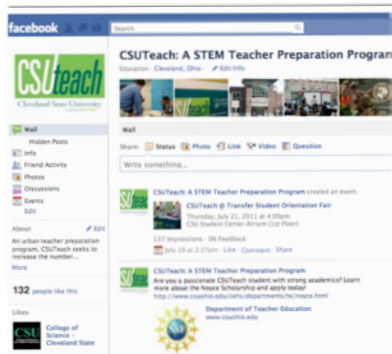 facebook
Search
CSUTeach: A STEM Teacher Preparation Program
Education · Cleveland, Ohio · Edit Info
CSUteach
Cleveland State University
Wall
Hidden Posts
Info
Friend Activity
Photos
Discussions
Events
Edit
About
Edit
An urban teacher preparation
program, CSUTeach seeks to
increase the number...
More
132 people like this
Likes
CSU
College of
Science –
Cleveland State
Wall
Share: Status Photo Link Video Question
Write something...
CSUTeach: A STEM Teacher Preparation Program created an event.
CSUTeach @ Transfer Student Orientation Fair
Thursday, July 21, 2011 at 4:00pm
CSU Student Center Atrium (1st Floor)
137 Impressions · 0% Feedback
July 19 at 2:27pm · Like · Comment · Share
CSUTeach: A STEM Teacher Preparation Program
Are you a passionate CSUTeach student with strong academics? Learn
more about the Noyce Scholarship and apply today!
http://www.csuohio.edu/cehs/departments/te/noyce.html
Department of Teacher Education
www.csuohio.edu